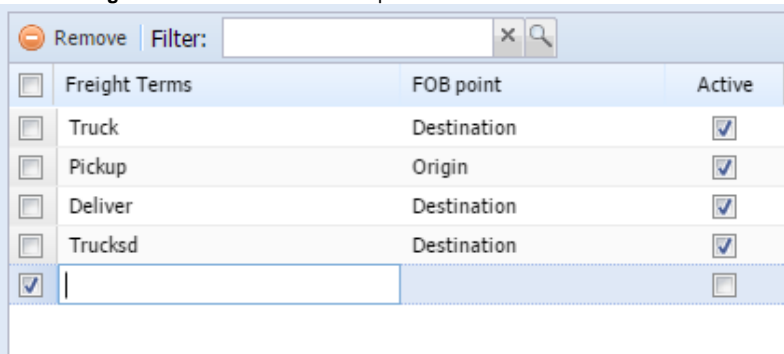 Remove Filter:
Freight Terms FOB point Active
Truck Destination
Pickup Origin
Deliver Destination
Trucksd Destination